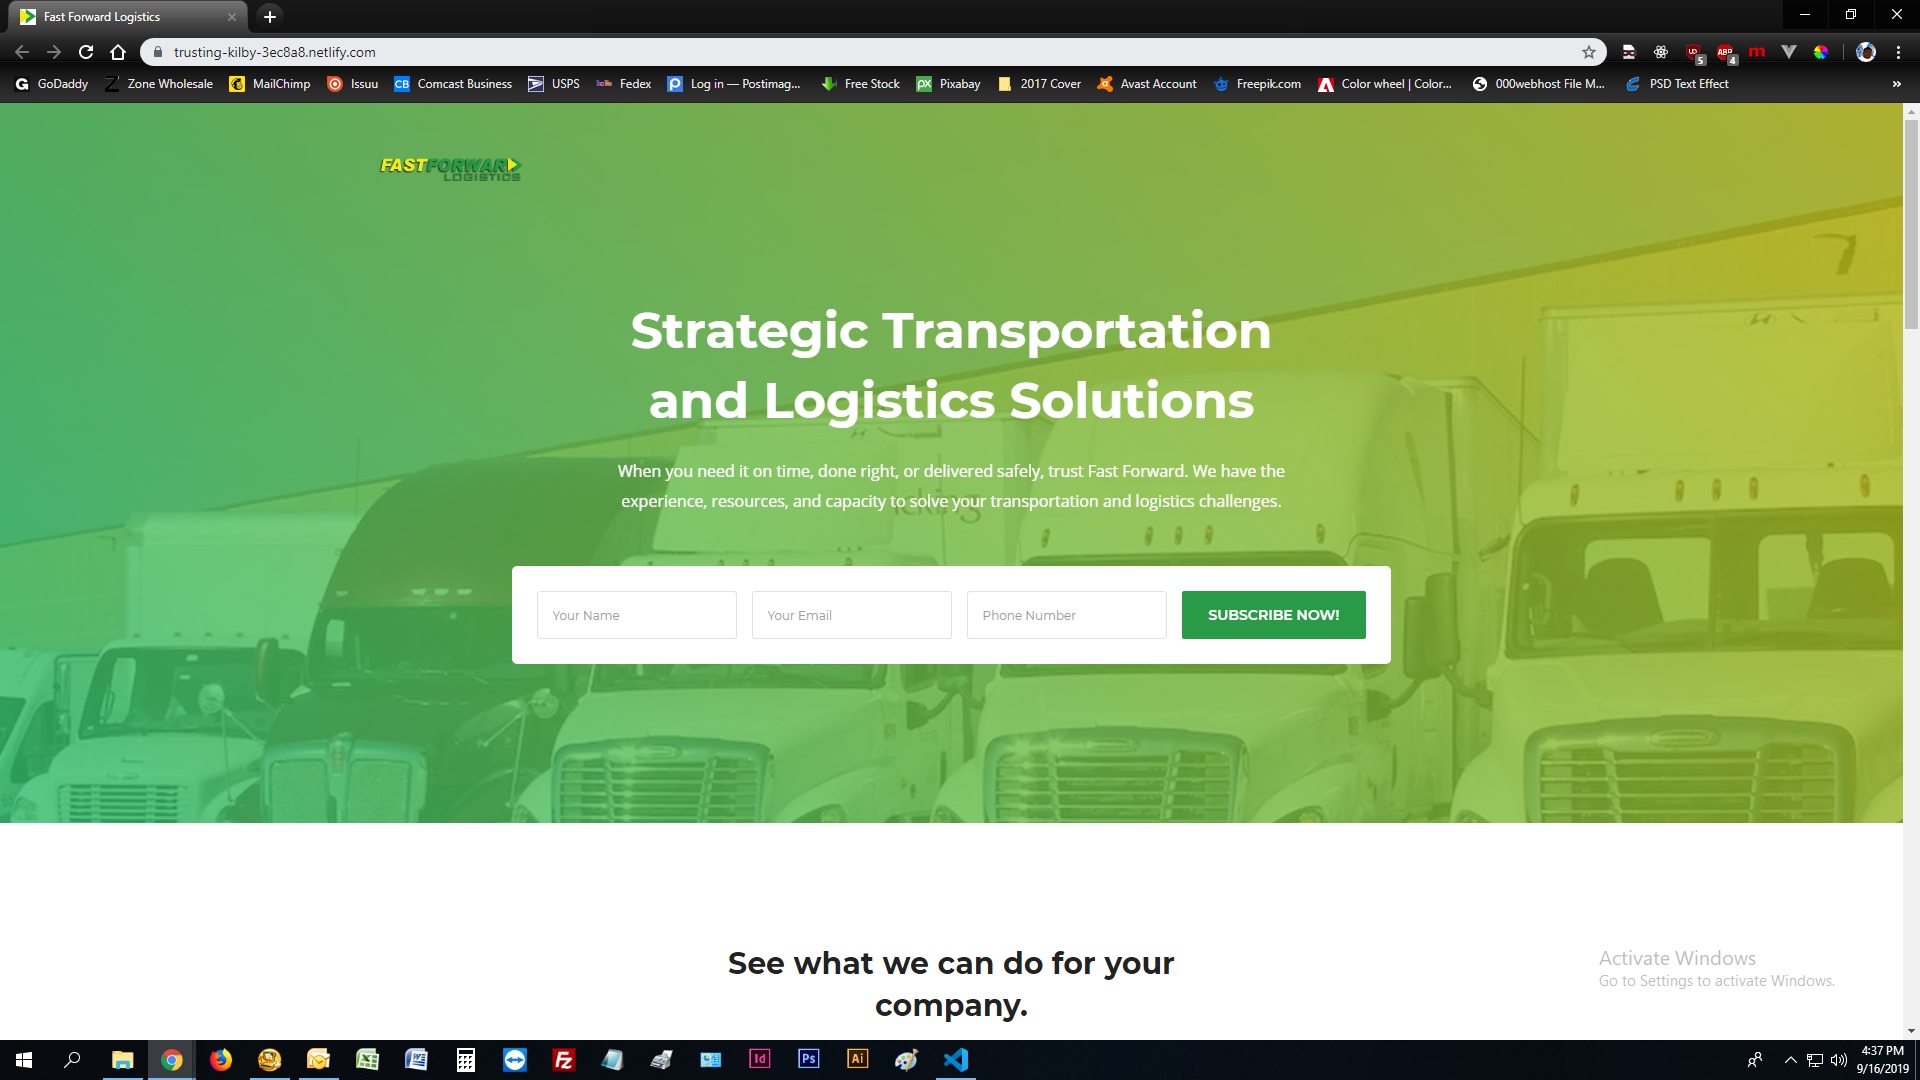 Fast Forward Logistics
trusting-kilby-3ec8a8.netlify.com
5
4
GoDaddy Zone Wholesale MailChimp Issuu Comcast Business USPS Fedex Log in — Postimag... Free Stock Pixabay 2017 Cover Avast Account Freepik.com Color wheel | Color... 000webhost File M... PSD Text Effect »
FASTFORWARD
LOGISTICS
Strategic Transportation
and Logistics Solutions
When you need it on time, done right, or delivered safely, trust Fast Forward. We have the
experience, resources, and capacity to solve your transportation and logistics challenges.
Your Name Your Email Phone Number SUBSCRIBE NOW!
See what we can do for your
company.
Activate Windows
Go to Settings to activate Windows.
4:37 PM
9/16/2019